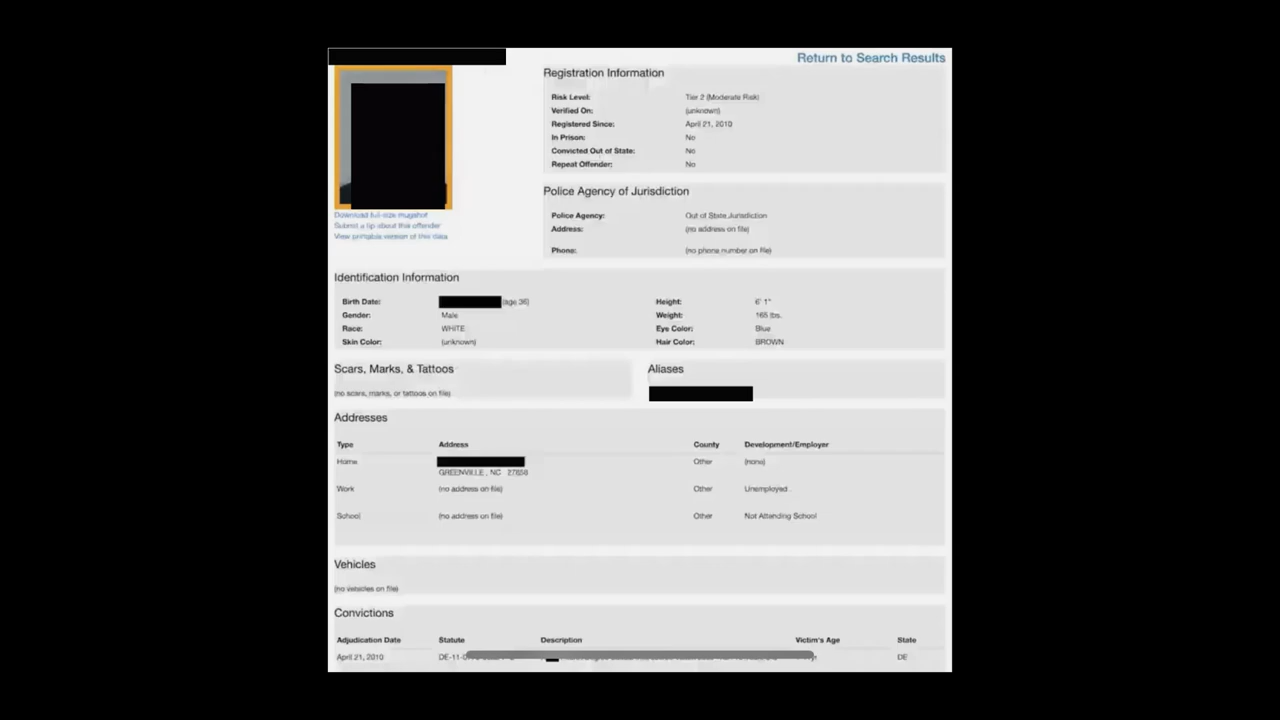 Return to Search Results
Registration Information
Risk Level: Tier 2 (Moderate Risk)
Verified On: (unknown)
Registered Since: April 21, 2010
In Prison: No
Convicted Out of State: No
Repeat Offender: No
Police Agency of Jurisdiction
Police Agency: Out of State Jurisdiction
Address: (no address on file)
Phone: (no phone number on file)
Download full-size mugshot
Submit a tip about this offender
View printable version of this data
Identification Information
Birth Date: (age 36) Height: 6' 1"
Gender: Male Weight: 165 lbs.
Race: WHITE Eye Color: Blue
Skin Color: (unknown) Hair Color: BROWN
Scars, Marks, & Tattoos Aliases
(no scars, marks, or tattoos on file)
Addresses
Type Address County Development/Employer
Home Other (none)
GREENVILLE, NC 27858
Work (no address on file) Other Unemployed
School (no address on file) Other Not Attending School
Vehicles
(no vehicles on file)
Convictions
Adjudication Date Statute Description Victim's Age State
April 21, 2010 DE